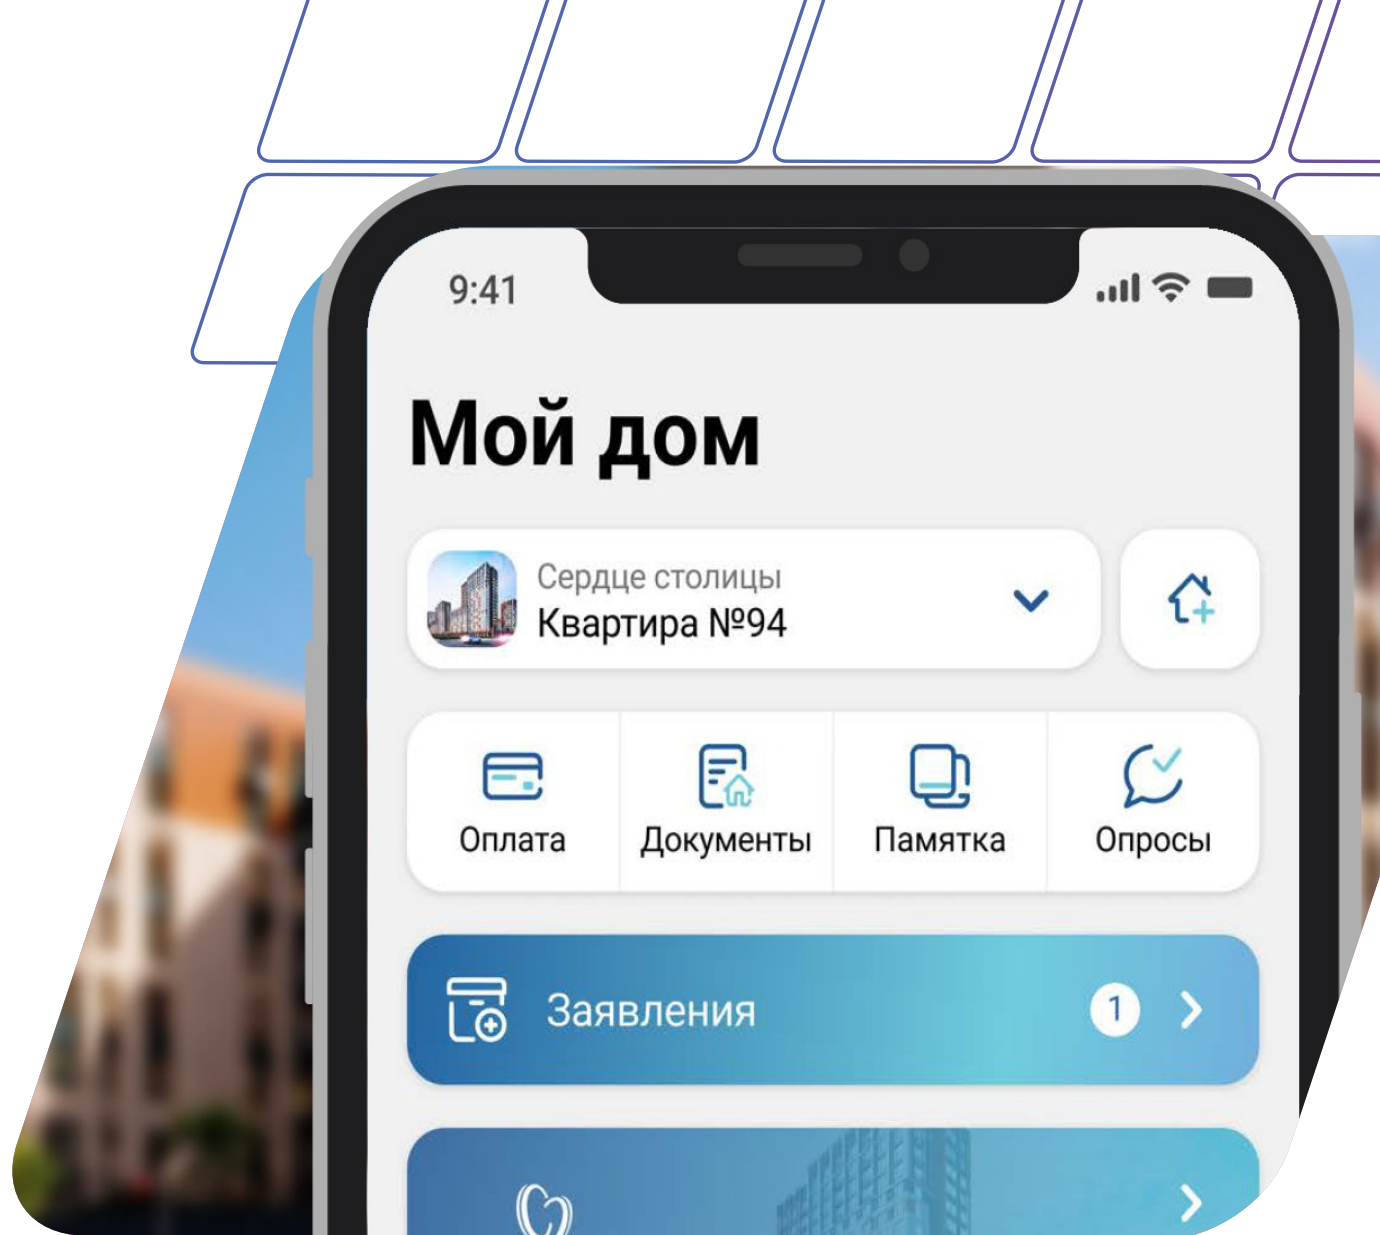 9:41
Мой дом
Сердце столицы
Квартира №94
Оплата
Документы
Памятка
Опросы
Заявления
1